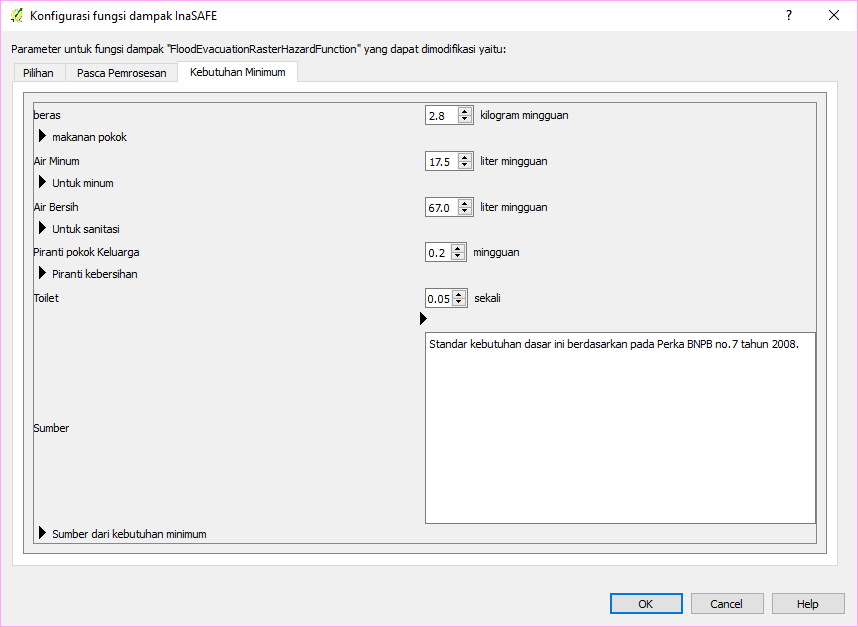 Konfigurasi fungsi dampak InaSAFE
?
Parameter untuk fungsi dampak "FloodEvacuationRasterHazardFunction" yang dapat dimodifikasi yaitu:
Pilihan Pasca Pemrosesan Kebutuhan Minimum
beras 2.8 kilogram mingguan
makanan pokok
Air Minum 17.5 liter mingguan
Untuk minum
Air Bersih 67.0 liter mingguan
Untuk sanitasi
Piranti pokok Keluarga 0.2 mingguan
Piranti kebersihan
Toilet 0.05 sekali
Standar kebutuhan dasar ini berdasarkan pada Perka BNPB no.7 tahun 2008.
Sumber
Sumber dari kebutuhan minimum
OK Cancel Help